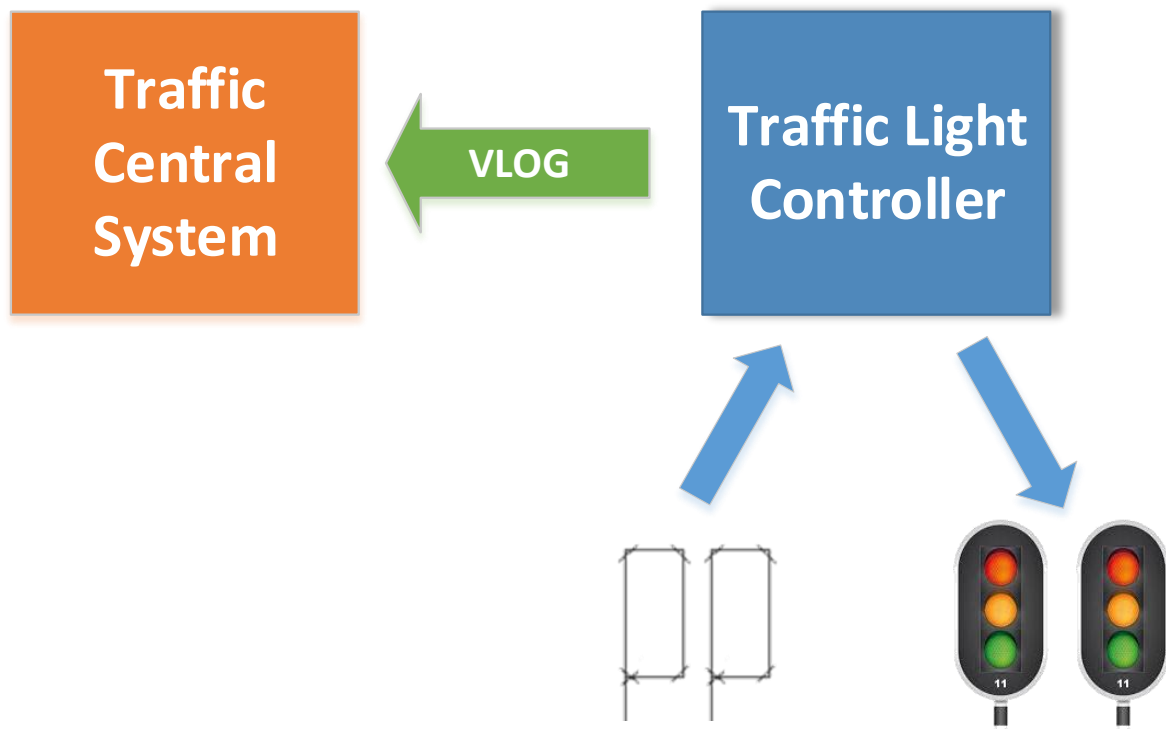 Traffic
Central
System
VLOG
Traffic Light
Controller
11
11